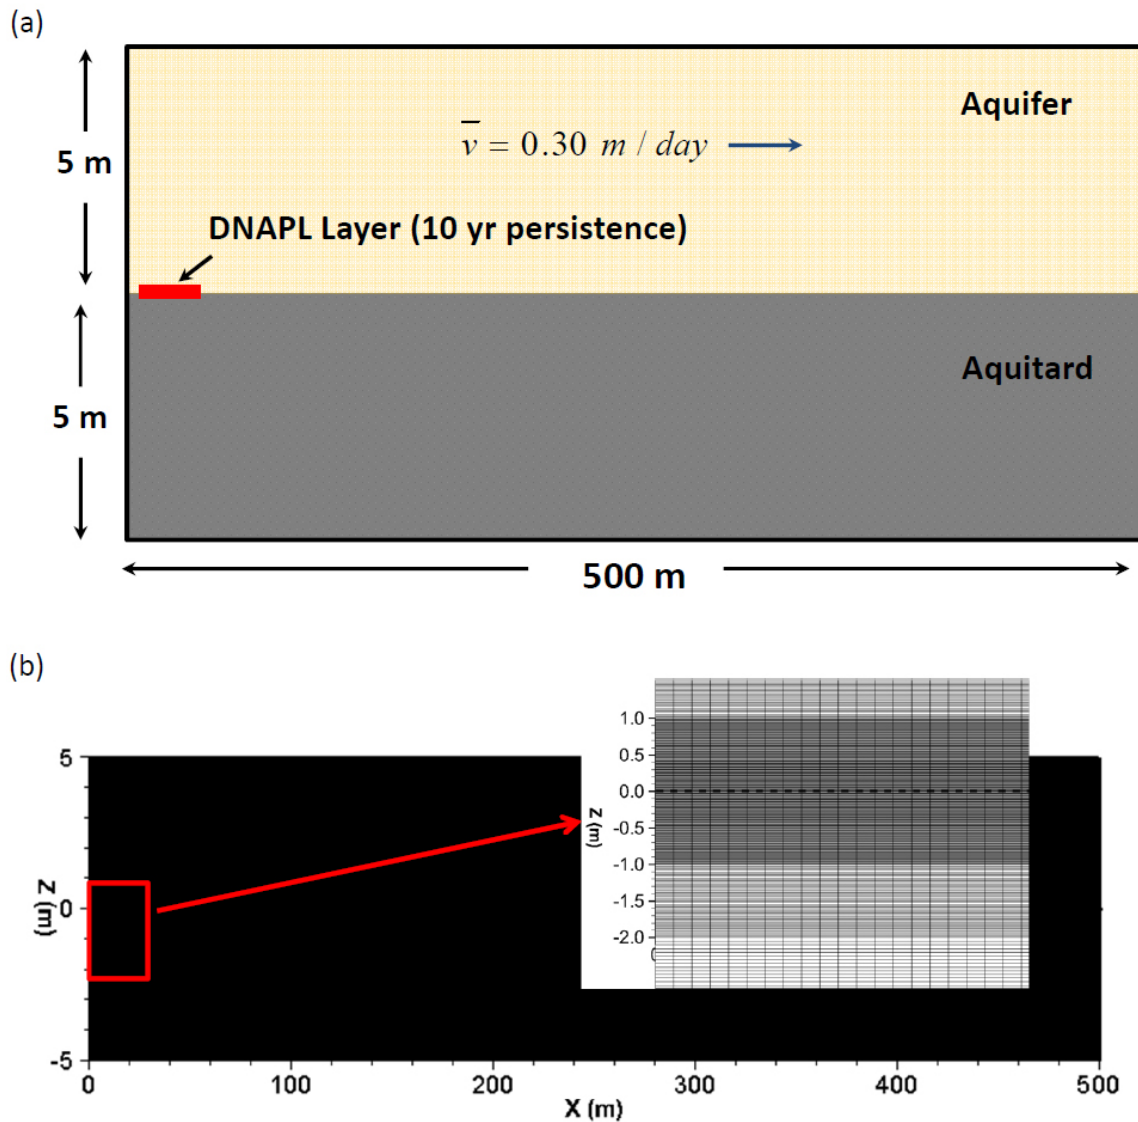 (a)
Aquifer
v̅ = 0.30 m / day
5 m
DNAPL Layer (10 yr persistence)
Aquitard
5 m
500 m
(b)
1.0
0.5
0.0
-0.5
-1.0
-1.5
-2.0
Z (m)
5
0
-5
Z (m)
0
100
200
300
400
500
X (m)